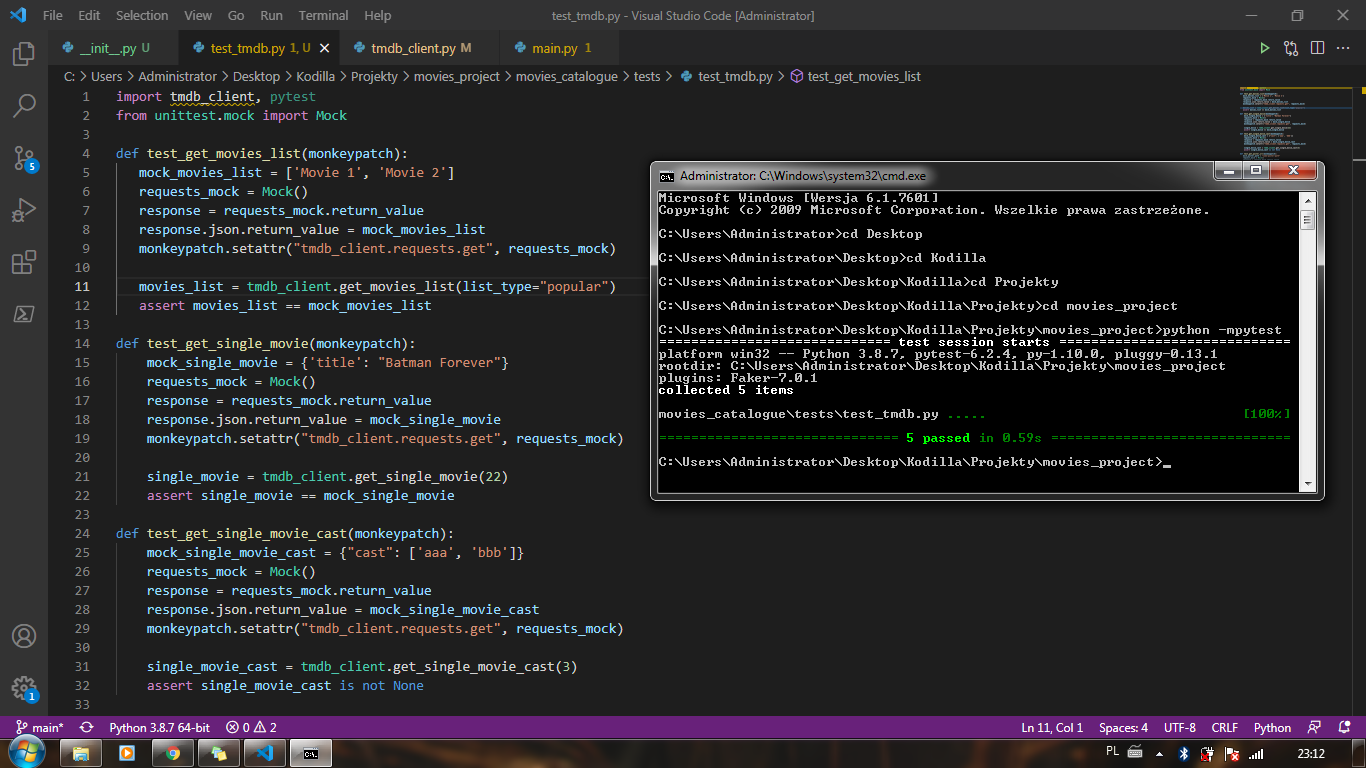 File Edit Selection View Go Run Terminal Help test_tmdb.py - Visual Studio Code [Administrator]
__init__.py U test_tmdb.py 1, U tmdb_client.py M main.py 1
C: > Users > Administrator > Desktop > Kodilla > Projekty > movies_project > movies_catalogue > tests > test_tmdb.py > test_get_movies_list
1 import tmdb_client, pytest
2 from unittest.mock import Mock
3
4 def test_get_movies_list(monkeypatch):
5 mock_movies_list = ['Movie 1', 'Movie 2']
6 requests_mock = Mock()
7 response = requests_mock.return_value
8 response.json.return_value = mock_movies_list
9 monkeypatch.setattr("tmdb_client.requests.get", requests_mock)
10
11 movies_list = tmdb_client.get_movies_list(list_type="popular")
12 assert movies_list == mock_movies_list
13
14 def test_get_single_movie(monkeypatch):
15 mock_single_movie = {'title': "Batman Forever"}
16 requests_mock = Mock()
17 response = requests_mock.return_value
18 response.json.return_value = mock_single_movie
19 monkeypatch.setattr("tmdb_client.requests.get", requests_mock)
20
21 single_movie = tmdb_client.get_single_movie(22)
22 assert single_movie == mock_single_movie
23
24 def test_get_single_movie_cast(monkeypatch):
25 mock_single_movie_cast = {"cast": ['aaa', 'bbb']}
26 requests_mock = Mock()
27 response = requests_mock.return_value
28 response.json.return_value = mock_single_movie_cast
29 monkeypatch.setattr("tmdb_client.requests.get", requests_mock)
30
31 single_movie_cast = tmdb_client.get_single_movie_cast(3)
32 assert single_movie_cast is not None
33
Administrator: C:\Windows\system32\cmd.exe
Microsoft Windows [Wersja 6.1.7601]
Copyright (c) 2009 Microsoft Corporation. Wszelkie prawa zastrzeżone.
C:\Users\Administrator>cd Desktop
C:\Users\Administrator\Desktop>cd Kodilla
C:\Users\Administrator\Desktop\Kodilla>cd Projekty
C:\Users\Administrator\Desktop\Kodilla\Projekty>cd movies_project
C:\Users\Administrator\Desktop\Kodilla\Projekty\movies_project>python -mpytest
============================= test session starts =============================
platform win32 -- Python 3.8.7, pytest-6.2.4, py-1.10.0, pluggy-0.13.1
rootdir: C:\Users\Administrator\Desktop\Kodilla\Projekty\movies_project
plugins: Faker-7.0.1
collected 5 items
movies_catalogue\tests\test_tmdb.py ..... [100%]
============================== 5 passed in 0.59s ==============================
C:\Users\Administrator\Desktop\Kodilla\Projekty\movies_project>_
5
1
main* Python 3.8.7 64-bit 0 2 Ln 11, Col 1 Spaces: 4 UTF-8 CRLF Python
PL 23:12